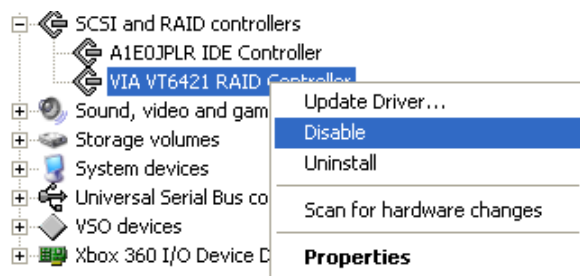 SCSI and RAID controllers
A1E0JPLR IDE Controller
VIA VT6421 RAID Controller
Update Driver...
Sound, video and gam
Disable
Storage volumes
Uninstall
System devices
Universal Serial Bus co
Scan for hardware changes
VSO devices
Xbox 360 I/O Device D
Properties